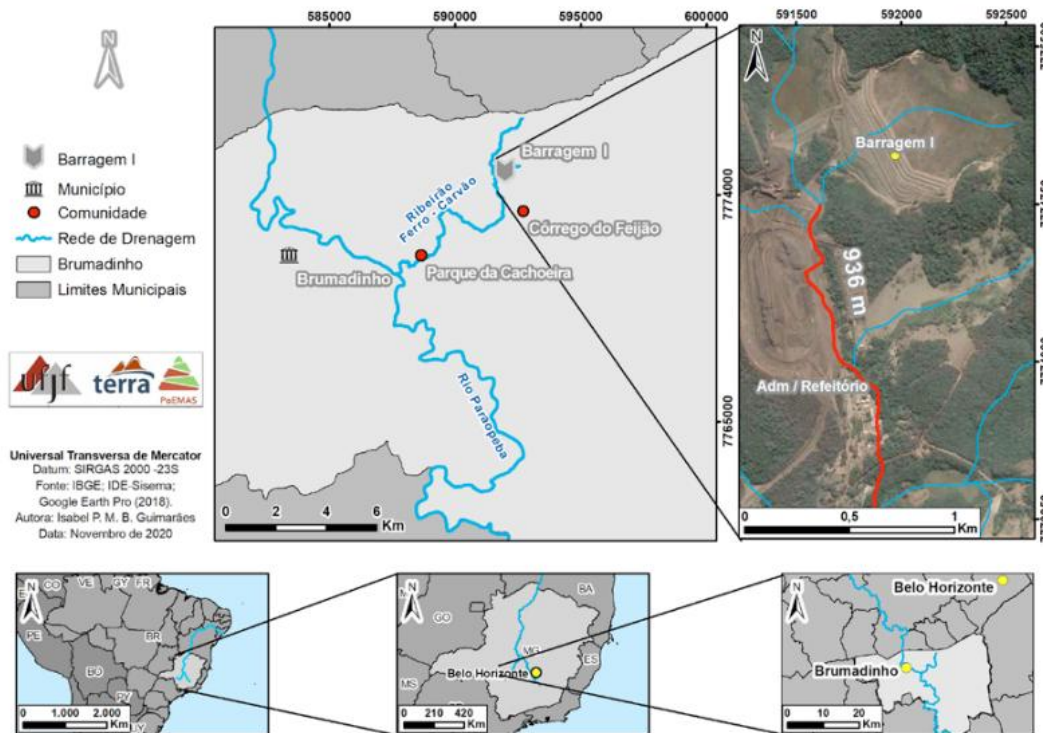 N
Barragem I
Município
Comunidade
Rede de Drenagem
Brumadinho
Limites Municipais
ufjf
terra
PaEMAS
Universal Transversa de Mercator
Datum: SIRGAS 2000 -23S
Fonte: IBGE; IDE-Sisema;
Google Earth Pro (2018).
Autora: Isabel P. M. B. Guimarães
Data: Novembro de 2020
585000 590000 595000 600000
Barragem I
Ribeirão
Ferro - Carvão
Córrego do Feijão
Parque da Cachoeira
Brumadinho
Rio Paraopeba
0 2 4 6
Km
7774000
7765000
591500 592000 592500
N
Barragem I
936 m
Adm / Refeitório
0 0,5 1
Km
N
CO VE GY FR
PE BR
BO
PY
0 1.000 2.000
Km
N
BA
GO
MG
ES
Belo Horizonte
MS
0 210 420
Km
N
Belo Horizonte
Brumadinho
0 10 20
Km